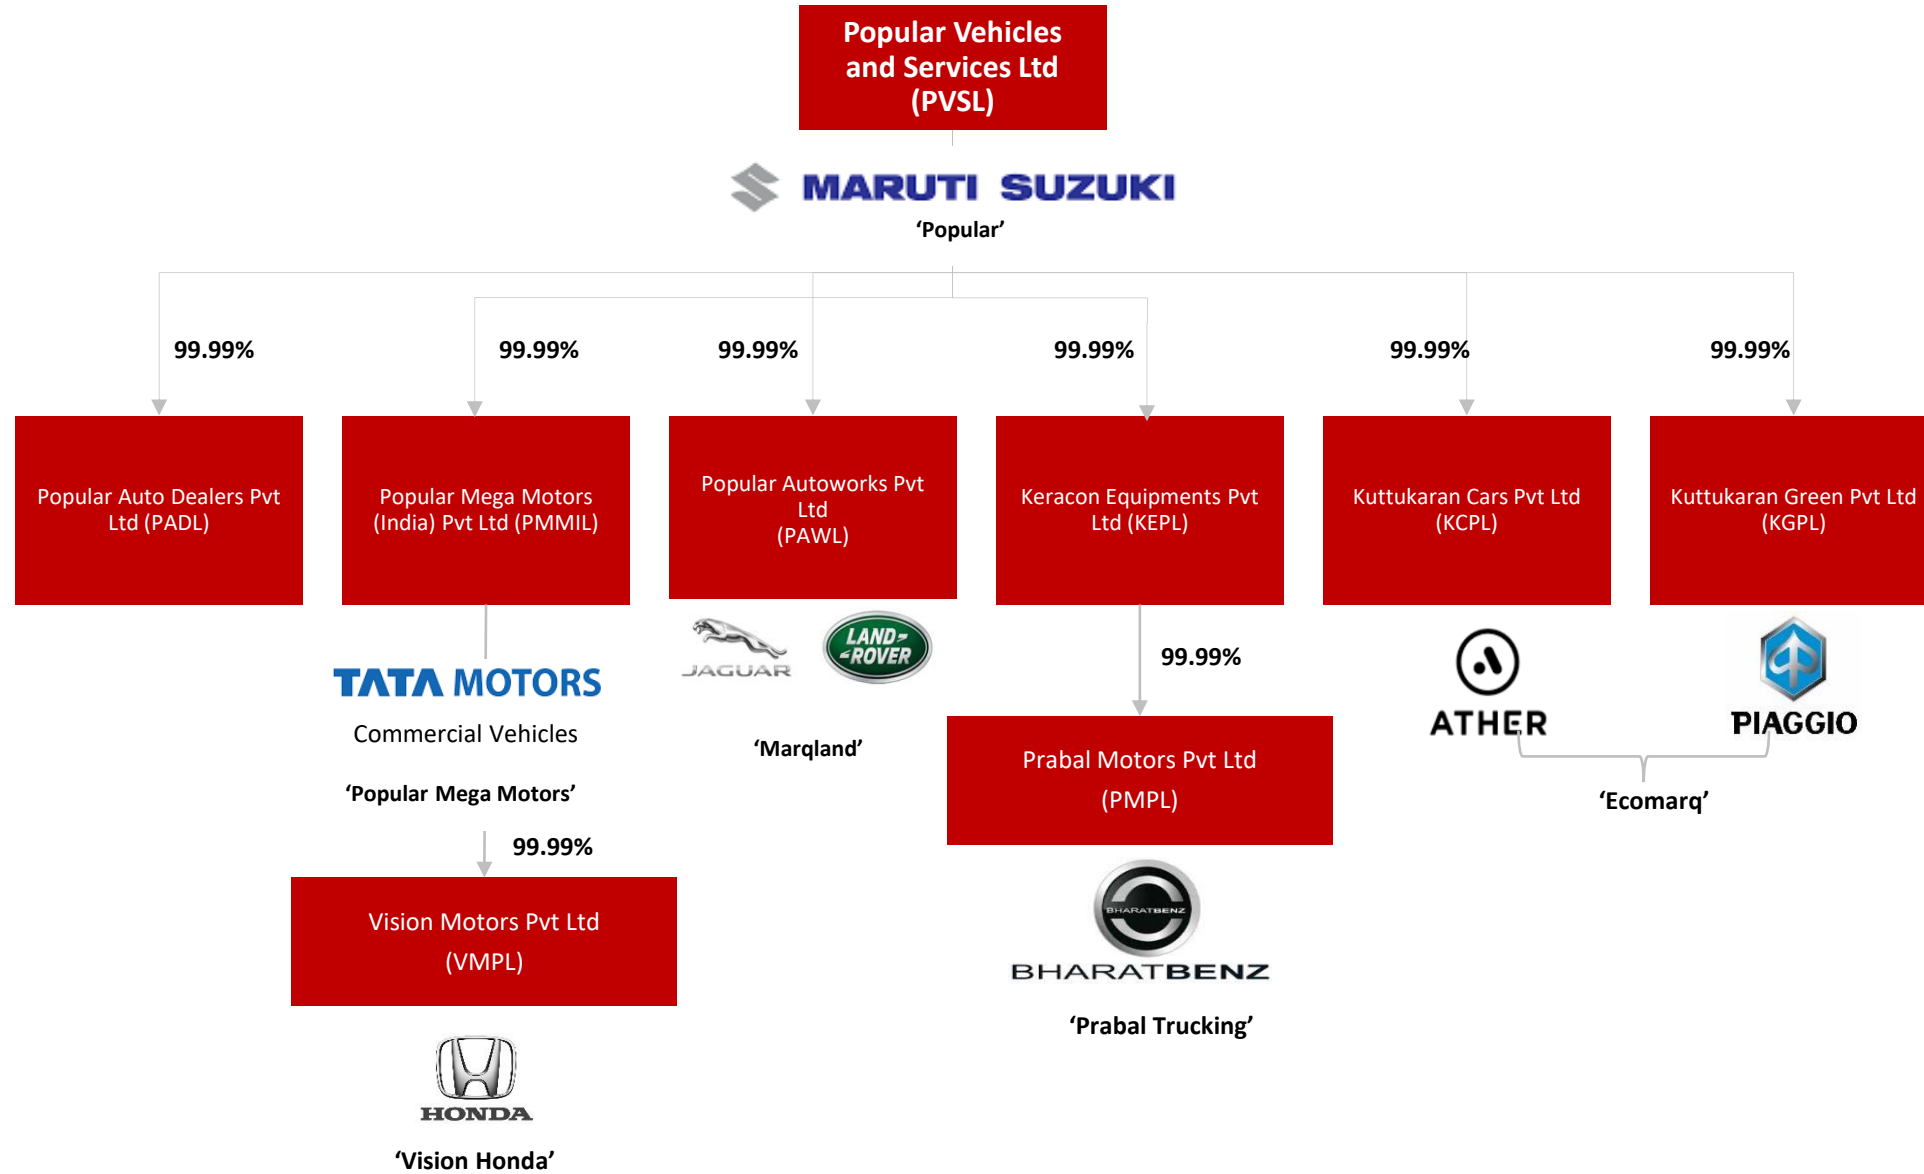 Popular Vehicles
and Services Ltd
(PVSL)
MARUTI SUZUKI
‘Popular’
99.99%
99.99%
99.99%
99.99%
99.99%
99.99%
Popular Auto Dealers Pvt
Ltd (PADL)
Popular Mega Motors
(India) Pvt Ltd (PMMIL)
Popular Autoworks Pvt
Ltd
(PAWL)
Keracon Equipments Pvt
Ltd (KEPL)
Kuttukaran Cars Pvt Ltd
(KCPL)
Kuttukaran Green Pvt Ltd
(KGPL)
TATA MOTORS
Commercial Vehicles
‘Popular Mega Motors’
99.99%
Vision Motors Pvt Ltd
(VMPL)
HONDA
‘Vision Honda’
JAGUAR
LAND-
-ROVER
‘Marqland’
99.99%
Prabal Motors Pvt Ltd
(PMPL)
BHARATBENZ
BHARATBENZ
‘Prabal Trucking’
ATHER
PIAGGIO
‘Ecomarq’